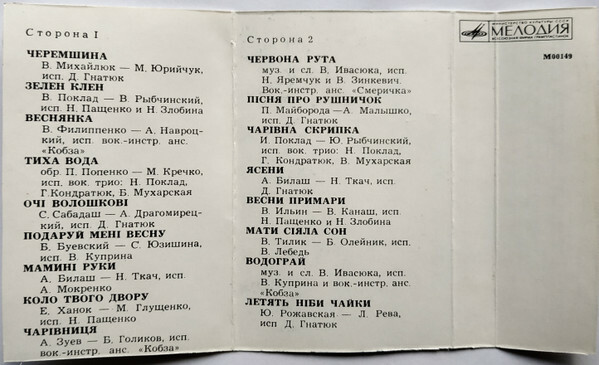 Сторона I
ЧЕРЕМШИНА
В. Михайлюк — М. Юрийчук,
исп. Д. Гнатюк
ЗЕЛЕН КЛЕН
В. Поклад — В. Рыбчинский,
исп. Н. Пащенко и Н. Злобина
ВЕСНЯНКА
В. Филиппенко — А. Навроц-
кий, исп. вок.-инстр. анс.
«Кобза»
ТИХА ВОДА
обр. П. Попенко — М. Кречко,
исп. вок. трио: Н. Поклад,
Г. Кондратюк, Б. Мухарская
ОЧІ ВОЛОШКОВІ
С. Сабадаш — А. Драгомирец-
кий, исп. Д. Гнатюк
ПОДАРУЙ МЕНІ ВЕСНУ
Б. Буевский — С. Юзишина,
исп. В. Куприна
МАМИНІ РУКИ
А. Билаш — Н. Ткач, исп.
А. Мокренко
КОЛО ТВОГО ДВОРУ
Е. Ханок — М. Глущенко,
исп. Н. Пащенко
ЧАРІВНИЦЯ
А. Зуев — Б. Голиков, исп.
вок.-инстр. анс. «Кобза»
Сторона 2
ЧЕРВОНА РУТА
муз. и сл. В. Ивасюка, исп.
Н. Яремчук и В. Зинкевич.
Вок.-инстр. анс. «Смеричка»
ПІСНЯ ПРО РУШНИЧОК
П. Майборода — А. Малышко,
исп. Д. Гнатюк
ЧАРІВНА СКРИПКА
И. Поклад — Ю. Рыбчинский,
исп. вок. трио: Н. Поклад,
Г. Кондратюк, В. Мухарская
ЯСЕНИ
А. Билаш — Н. Ткач, исп.
Д. Гнатюк
ВЕСНИ ПРИМАРИ
В. Ильин — В. Канаш, исп.
Н. Пащенко и Н. Злобина
МАТИ СІЯЛА СОН
В. Тилик — Б. Олейник, исп.
В. Лебедь
ВОДОГРАЙ
муз. и сл. В. Ивасюка, исп.
В. Куприна и вок.-инстр. анс.
«Кобза»
ЛЕТЯТЬ НІБИ ЧАЙКИ
Ю. Рожавская — Л. Рева,
исп Д. Гнатюк
МИНИСТЕРСТВО КУЛЬТУРЫ СССР
МЕЛОДИЯ
ВСЕСОЮЗНАЯ ФИРМА ГРАМПЛАСТИНОК
М00149